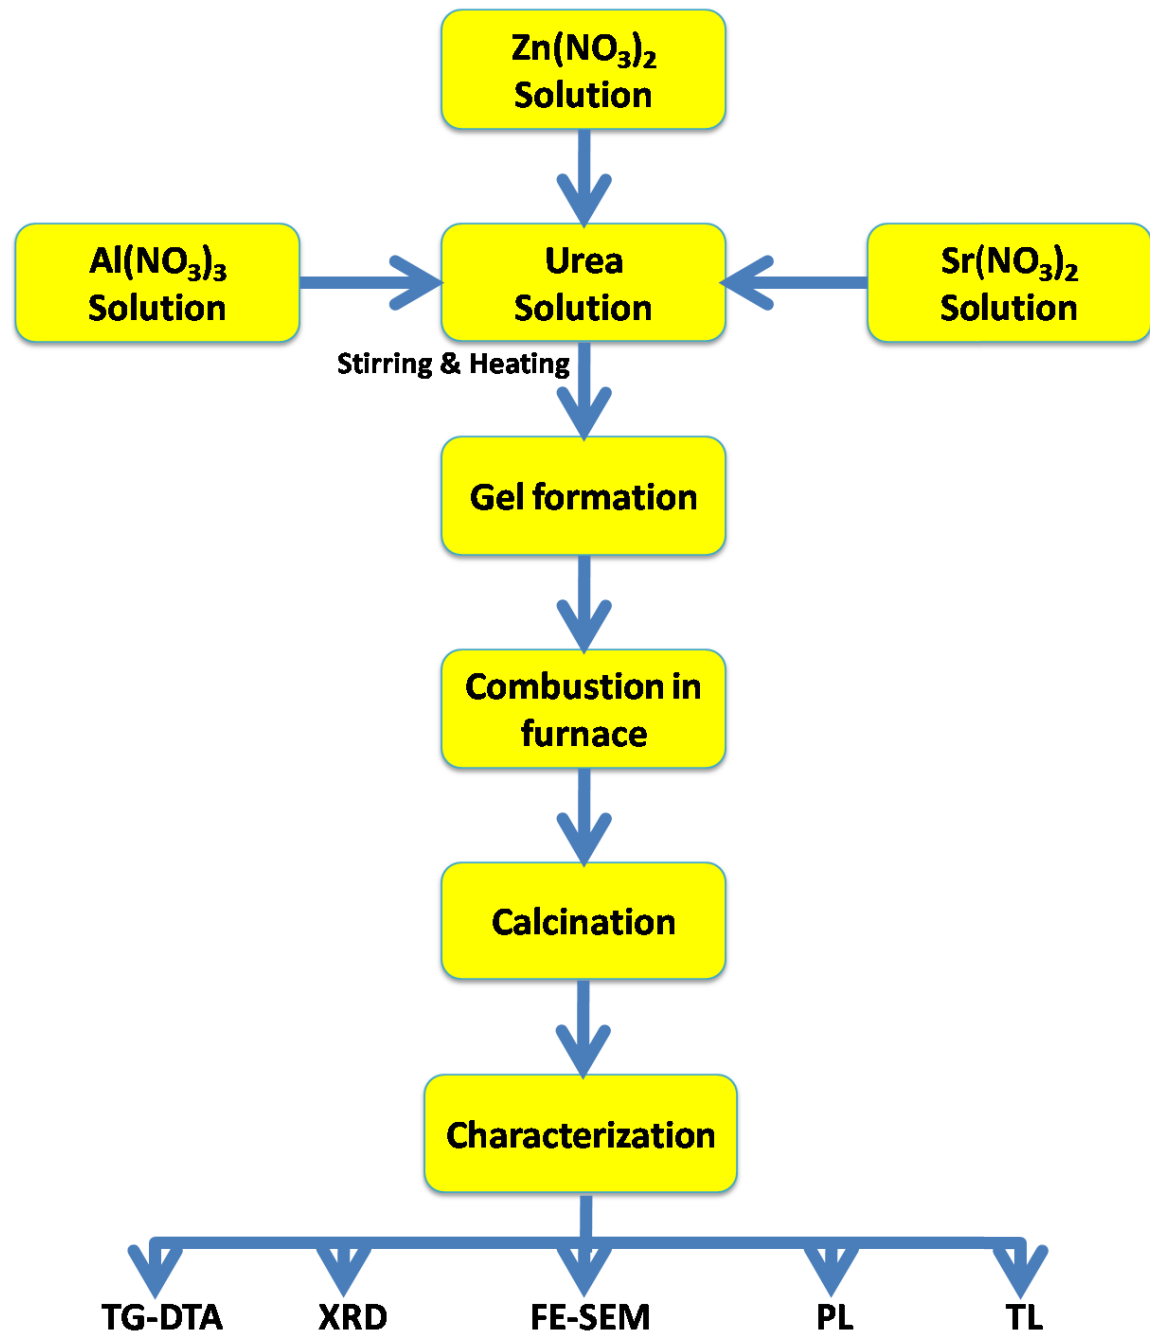 Zn(NO₃)₂
Solution
Al(NO₃)₃
Solution
Urea
Solution
Sr(NO₃)₂
Solution
Stirring & Heating
Gel formation
Combustion in
furnace
Calcination
Characterization
TG-DTA XRD FE-SEM PL TL